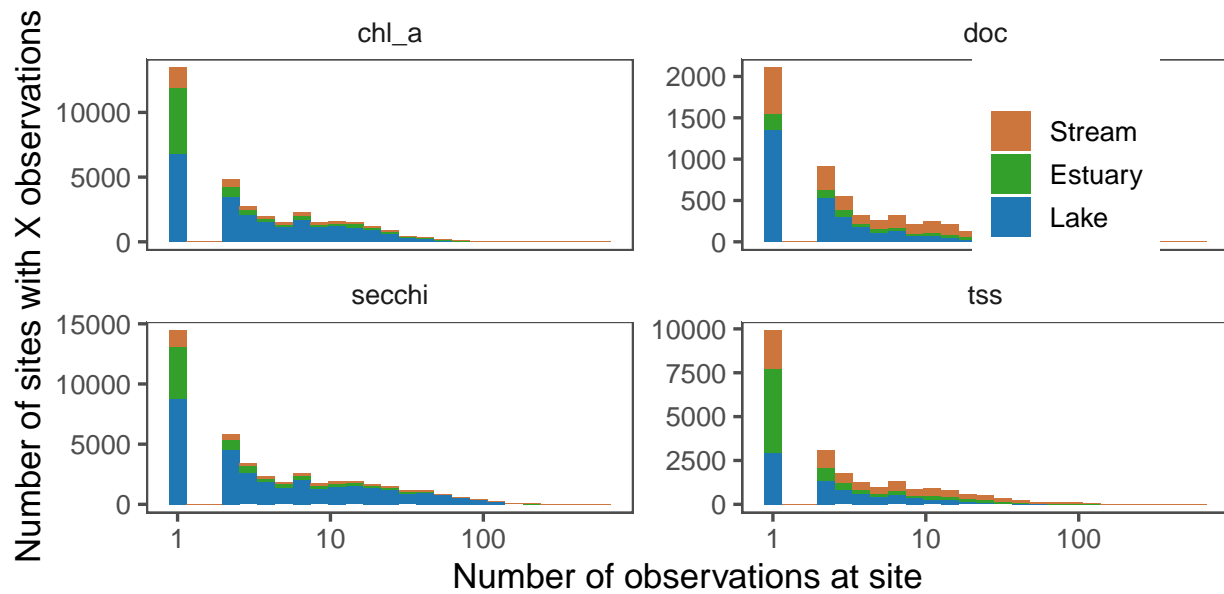 Number of sites with X observations
chl_a
10000
5000
0
doc
2000
1500
1000
500
0
Stream
Estuary
Lake
secchi
15000
10000
5000
0
1 10 100
tss
10000
7500
5000
2500
0
1 10 100
Number of observations at site